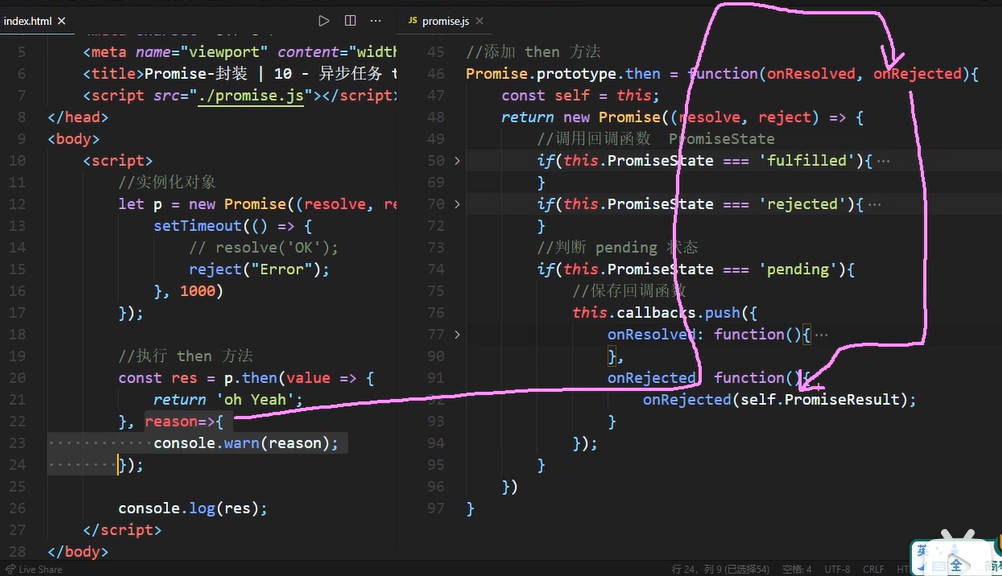 index.html ×
JS promise.js ×
5 <meta name="viewport" content="width
6 <title>Promise-封装 | 10 - 异步任务 t
7 <script src="./promise.js"></script>
8 </head>
9 <body>
10 <script>
11 //实例化对象
12 let p = new Promise((resolve, re
13 setTimeout(() => {
14 // resolve('OK');
15 reject("Error");
16 }, 1000)
17 });
18
19 //执行 then 方法
20 const res = p.then(value => {
21 return 'oh Yeah';
22 }, reason=>{
23 console.warn(reason);
24 });
25
26 console.log(res);
27 </script>
28 </body>
45 //添加 then 方法
46 Promise.prototype.then = function(onResolved, onRejected){
47 const self = this;
48 return new Promise((resolve, reject) => {
49 //调用回调函数 PromiseState
50 if(this.PromiseState === 'fulfilled'){ ···
69 }
70 if(this.PromiseState === 'rejected'){ ···
72 }
73 //判断 pending 状态
74 if(this.PromiseState === 'pending'){
75 //保存回调函数
76 this.callbacks.push({
77 onResolved: function(){ ···
90 },
91 onRejected: function(){
onRejected(self.PromiseResult);
93 }
94 });
95 }
96 })
97 }
Live Share
行 24，列 9 (已选择54) 空格: 4 UTF-8 CRLF HT
英
全